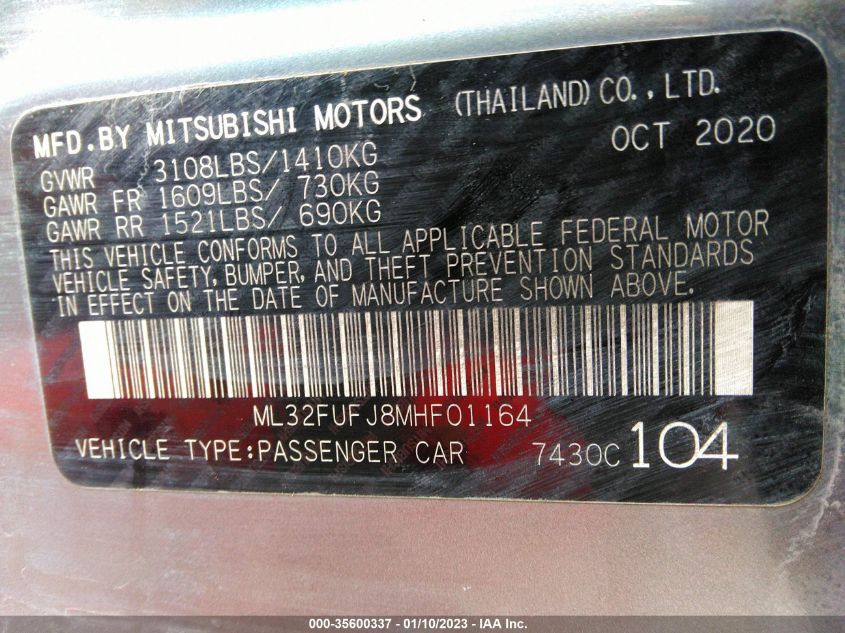 MFD.BY MITSUBISHI MOTORS (THAILAND) CO., LTD.
OCT 2020
GVWR 3108LBS/1410KG
GAWR FR 1609LBS/ 730KG
GAWR RR 1521LBS/ 690KG
THIS VEHICLE CONFORMS TO ALL APPLICABLE FEDERAL MOTOR
VEHICLE SAFETY, BUMPER, AND THEFT PREVENTION STANDARDS
IN EFFECT ON THE DATE OF MANUFACTURE SHOWN ABOVE.
ML32FUFJ8MHF01164
VEHICLE TYPE:PASSENGER CAR 7430C 104
000-35600337 - 01/10/2023 - IAA Inc.